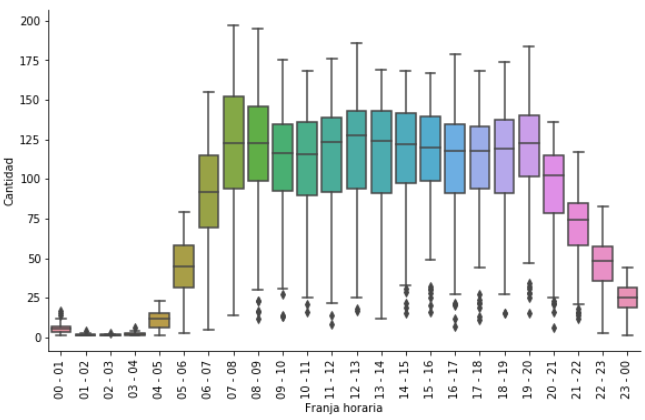 200
175
150
125
100
75
50
25
0
Cantidad
00 - 01
01 - 02
02 - 03
03 - 04
04 - 05
05 - 06
06 - 07
07 - 08
08 - 09
09 - 10
10 - 11
11 - 12
12 - 13
13 - 14
14 - 15
15 - 16
16 - 17
17 - 18
18 - 19
19 - 20
20 - 21
21 - 22
22 - 23
23 - 00
Franja horaria